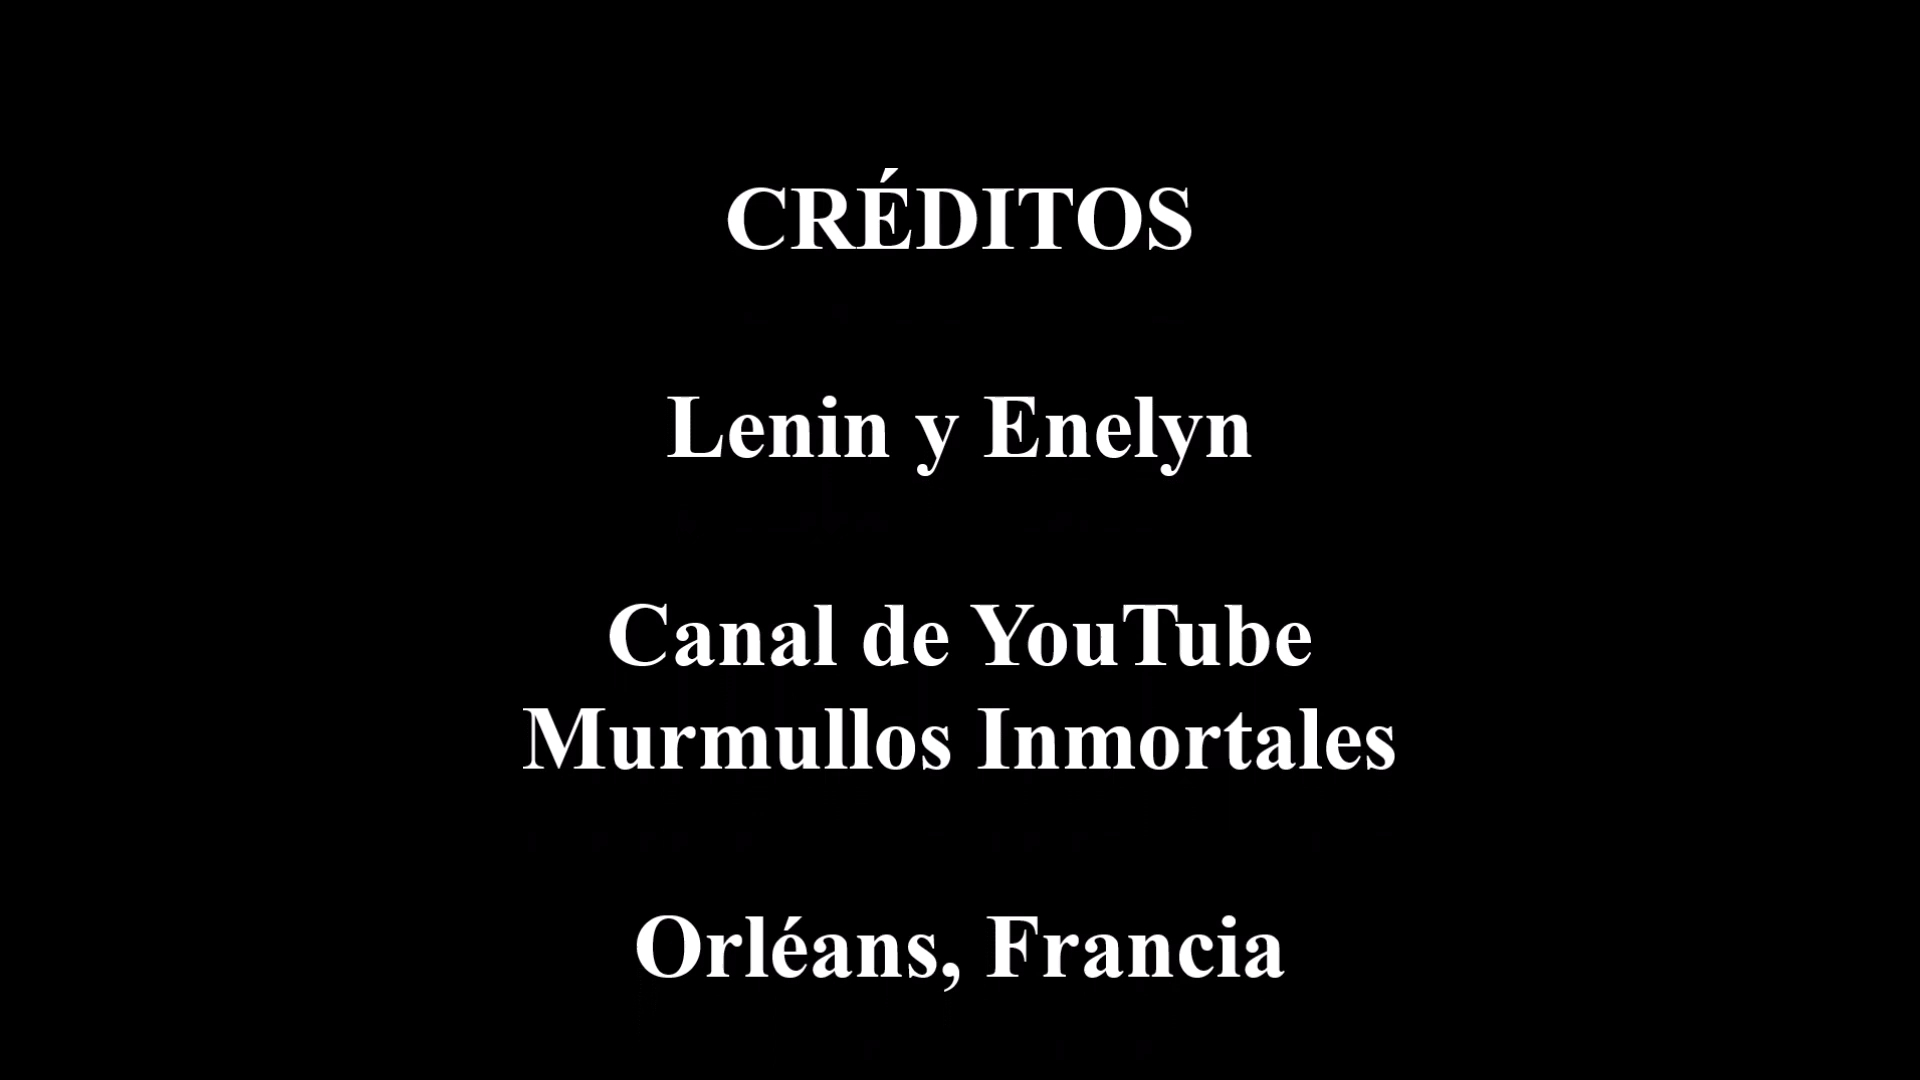 CRÉDITOS
Lenin y Enelyn
Canal de YouTube
Murmullos Inmortales
Orléans, Francia